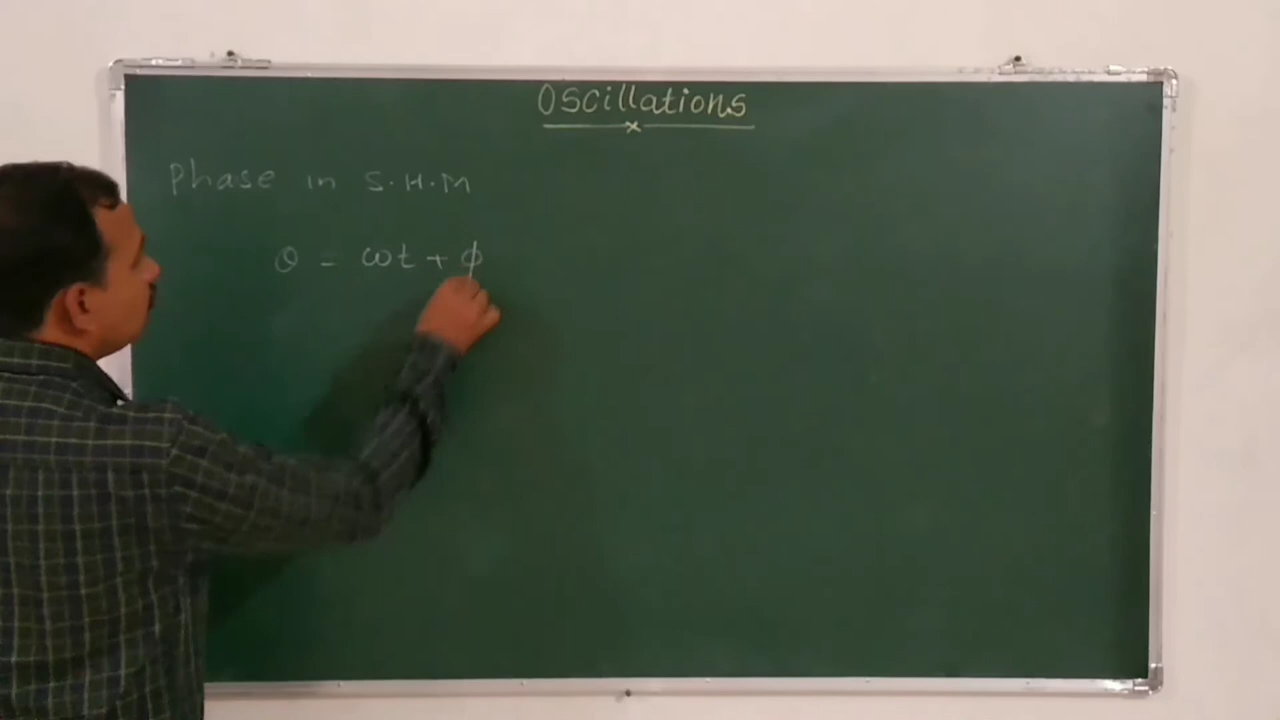 Oscillations
Phase in S.H.M
θ = ωt + ϕ